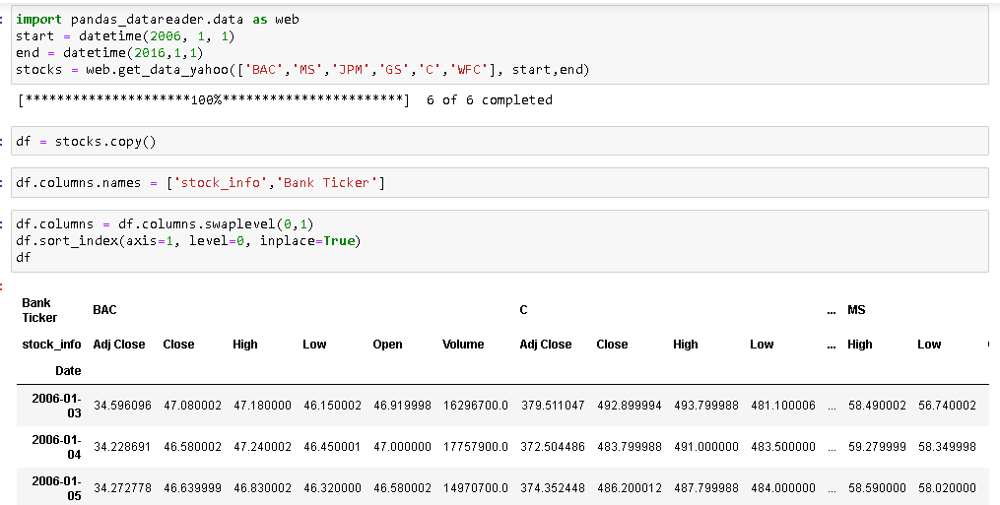 import pandas_datareader.data as web
start = datetime(2006, 1, 1)
end = datetime(2016,1,1)
stocks = web.get_data_yahoo(['BAC','MS','JPM','GS','C','WFC'], start,end)
[*********************100%***********************]  6 of 6 completed
df = stocks.copy()
df.columns.names = ['stock_info','Bank Ticker']
df.columns = df.columns.swaplevel(0,1)
df.sort_index(axis=1, level=0, inplace=True)
df
Bank Ticker BAC C ... MS
stock_info Adj Close Close High Low Open Volume Adj Close Close High Low ... High Low
Date
2006-01-03 34.596096 47.080002 47.180000 46.150002 46.919998 16296700.0 379.511047 492.899994 493.799988 481.100006 ... 58.490002 56.740002
2006-01-04 34.228691 46.580002 47.240002 46.450001 47.000000 17757900.0 372.504486 483.799988 491.000000 483.500000 ... 59.279999 58.349998
2006-01-05 34.272778 46.639999 46.830002 46.320000 46.580002 14970700.0 374.352448 486.200012 487.799988 484.000000 ... 58.590000 58.020000